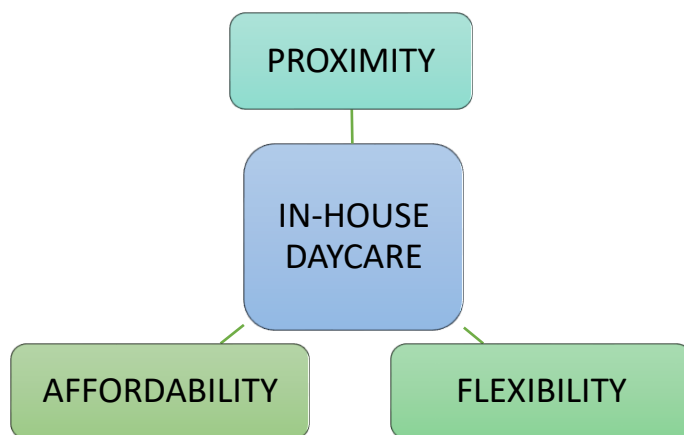 PROXIMITY
IN-HOUSE
DAYCARE
AFFORDABILITY
FLEXIBILITY